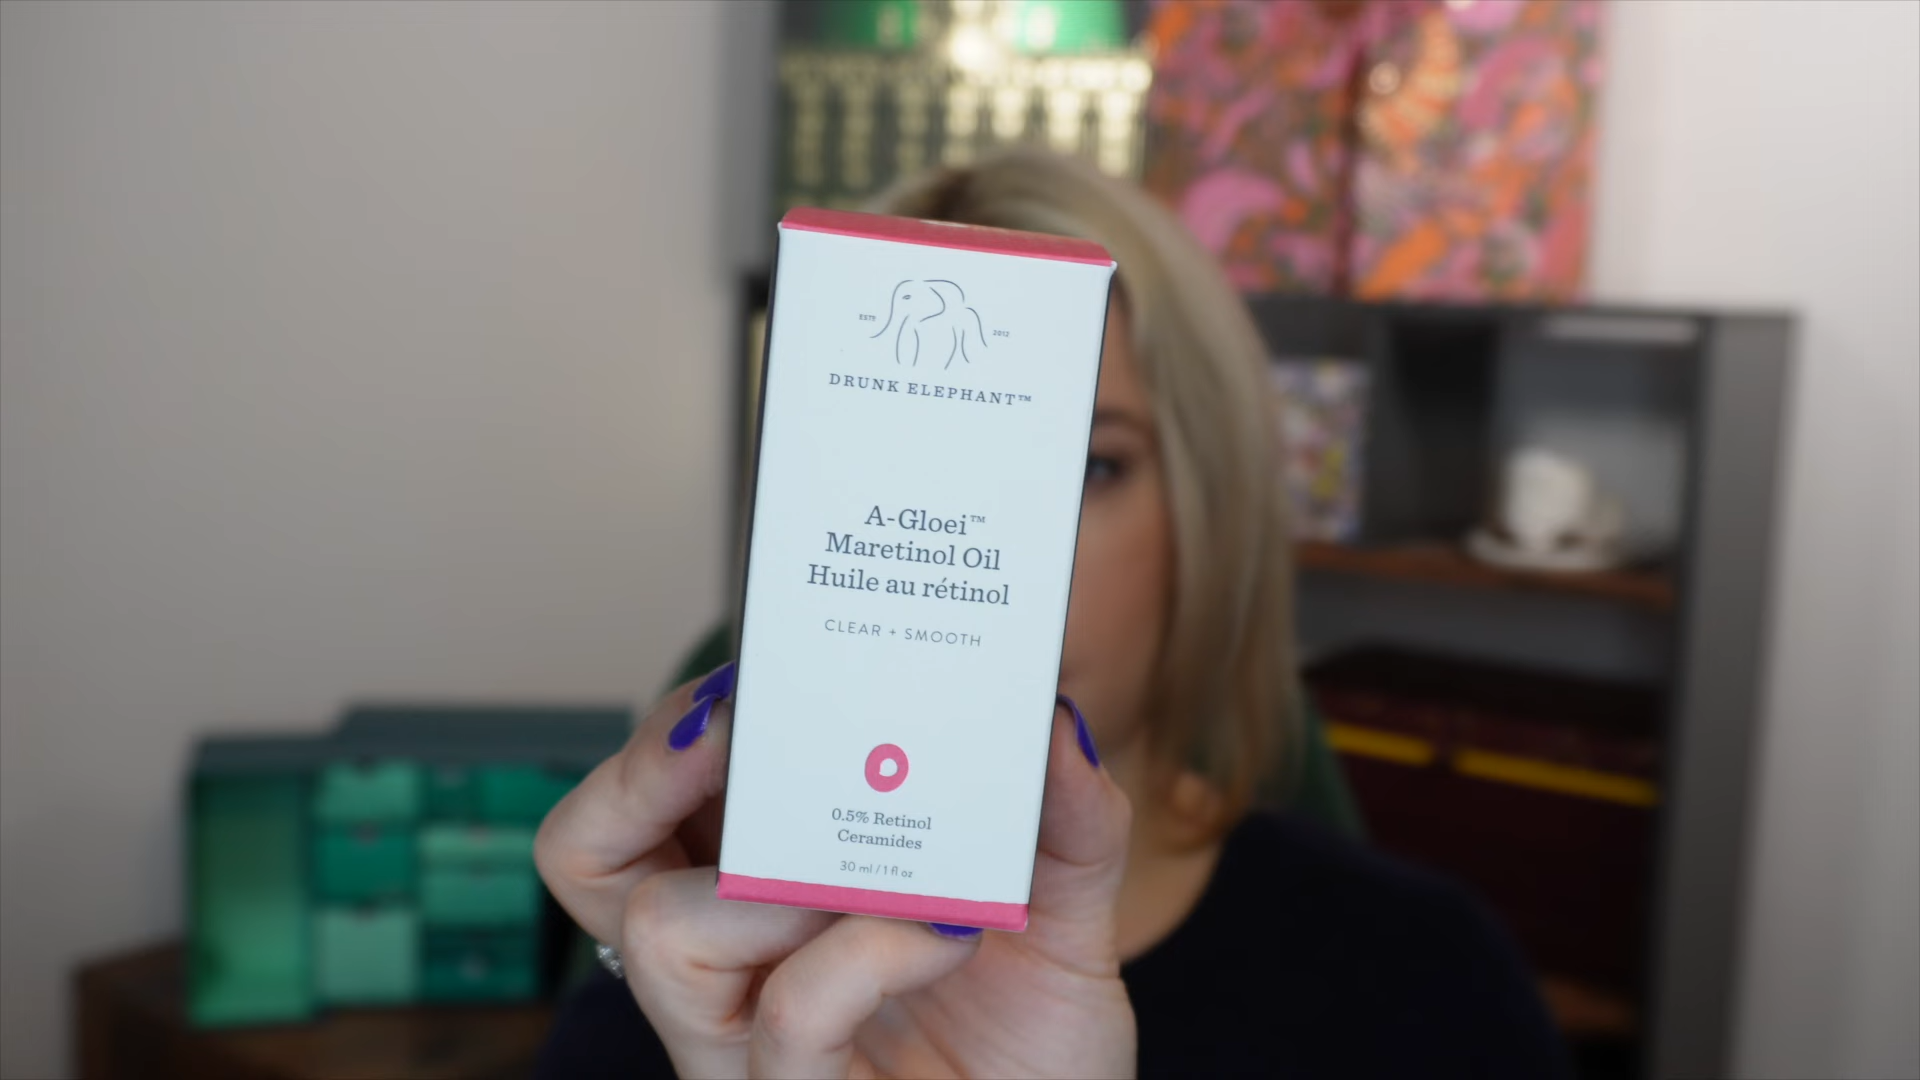 ESTD 2012
DRUNK ELEPHANT™
A-Gloei™
Maretinol Oil
Huile au rétinol
CLEAR + SMOOTH
0.5% Retinol
Ceramides
30 ml / 1 fl oz